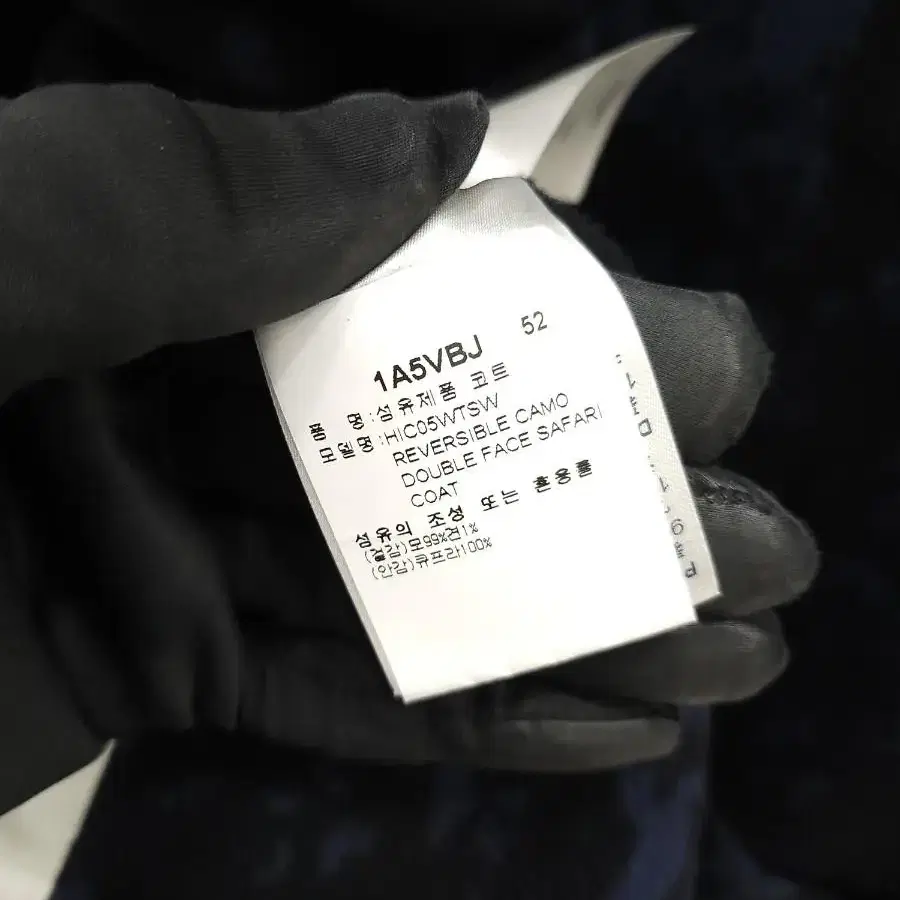 1A5VBJ 52
품 명:섬유제품 코트
모델명:HIC05WTSW
REVERSIBLE CAMO
DOUBLE FACE SAFARI
COAT
섬유의 조성 또는 혼용률
(겉감)모99%견1%
(안감)큐프라100%